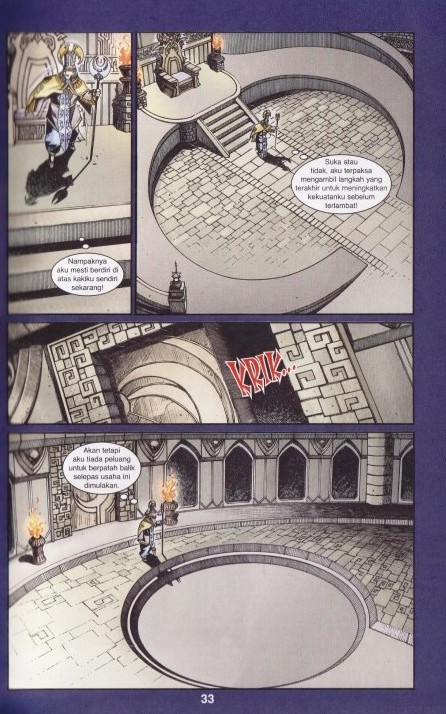 Nampaknya
aku mesti berdiri di
atas kakiku sendiri
sekarang!
Suka atau
tidak, aku terpaksa
mengambil langkah yang
terakhir untuk meningkatkan
kekuatanku sebelum
terlambat!
KRIK...
Akan tetapi
aku tiada peluang
untuk berpatah balik
selepas usaha ini
dimulakan.
33